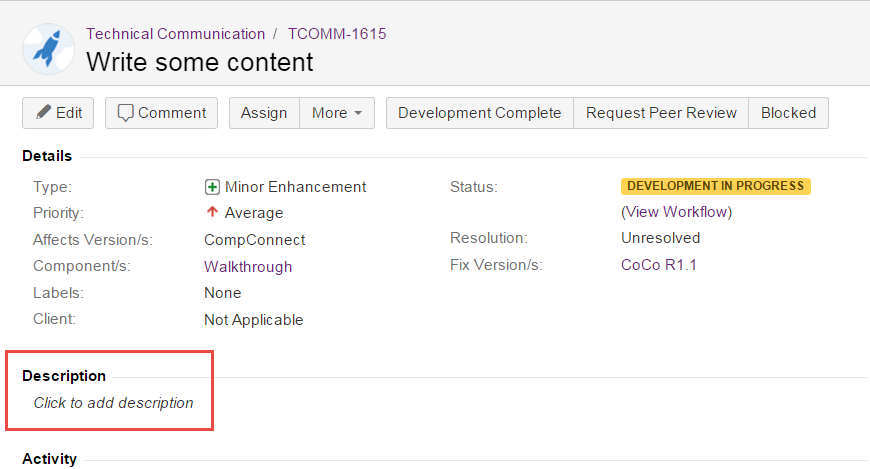 Technical Communication / TCOMM-1615
Write some content
Edit Comment Assign More Development Complete Request Peer Review Blocked
Details
Type: Minor Enhancement Status: DEVELOPMENT IN PROGRESS
Priority: Average (View Workflow)
Affects Version/s: CompConnect Resolution: Unresolved
Component/s: Walkthrough Fix Version/s: CoCo R1.1
Labels: None
Client: Not Applicable
Description
Click to add description
Activity